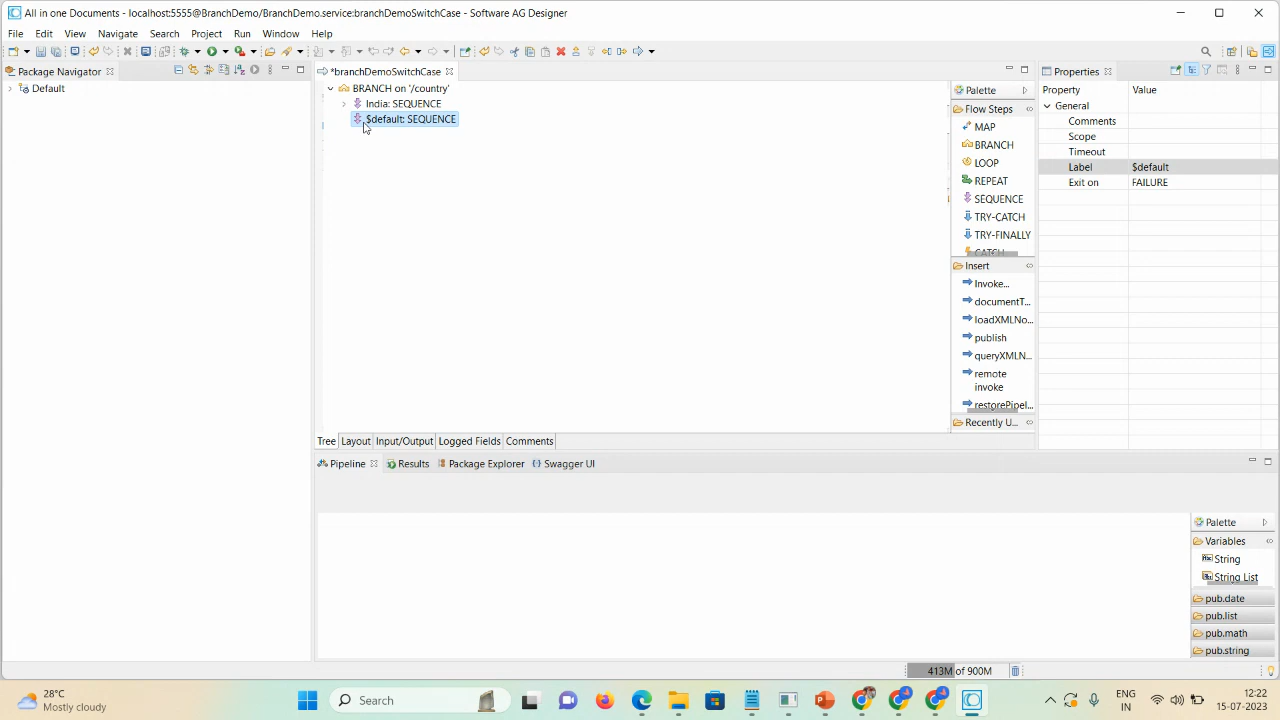 All in one Documents - localhost:5555@BranchDemo/BranchDemo.service:branchDemoSwitchCase - Software AG Designer
File Edit View Navigate Search Project Run Window Help
Package Navigator
Default
*branchDemoSwitchCase
BRANCH on '/country'
India: SEQUENCE
$default: SEQUENCE
Palette
Flow Steps
MAP
BRANCH
LOOP
REPEAT
SEQUENCE
TRY-CATCH
TRY-FINALLY
CATCH
Insert
Invoke...
documentT...
loadXMLNo...
publish
queryXMLN...
remote
invoke
restorePipel...
Recently U...
Properties
Property Value
General
Comments
Scope
Timeout
Label $default
Exit on FAILURE
Tree Layout Input/Output Logged Fields Comments
Pipeline Results Package Explorer Swagger UI
Palette
Variables
String
String List
pub.date
pub.list
pub.math
pub.string
413M of 900M
28°C
Mostly cloudy
Search
ENG
IN
12:22
15-07-2023